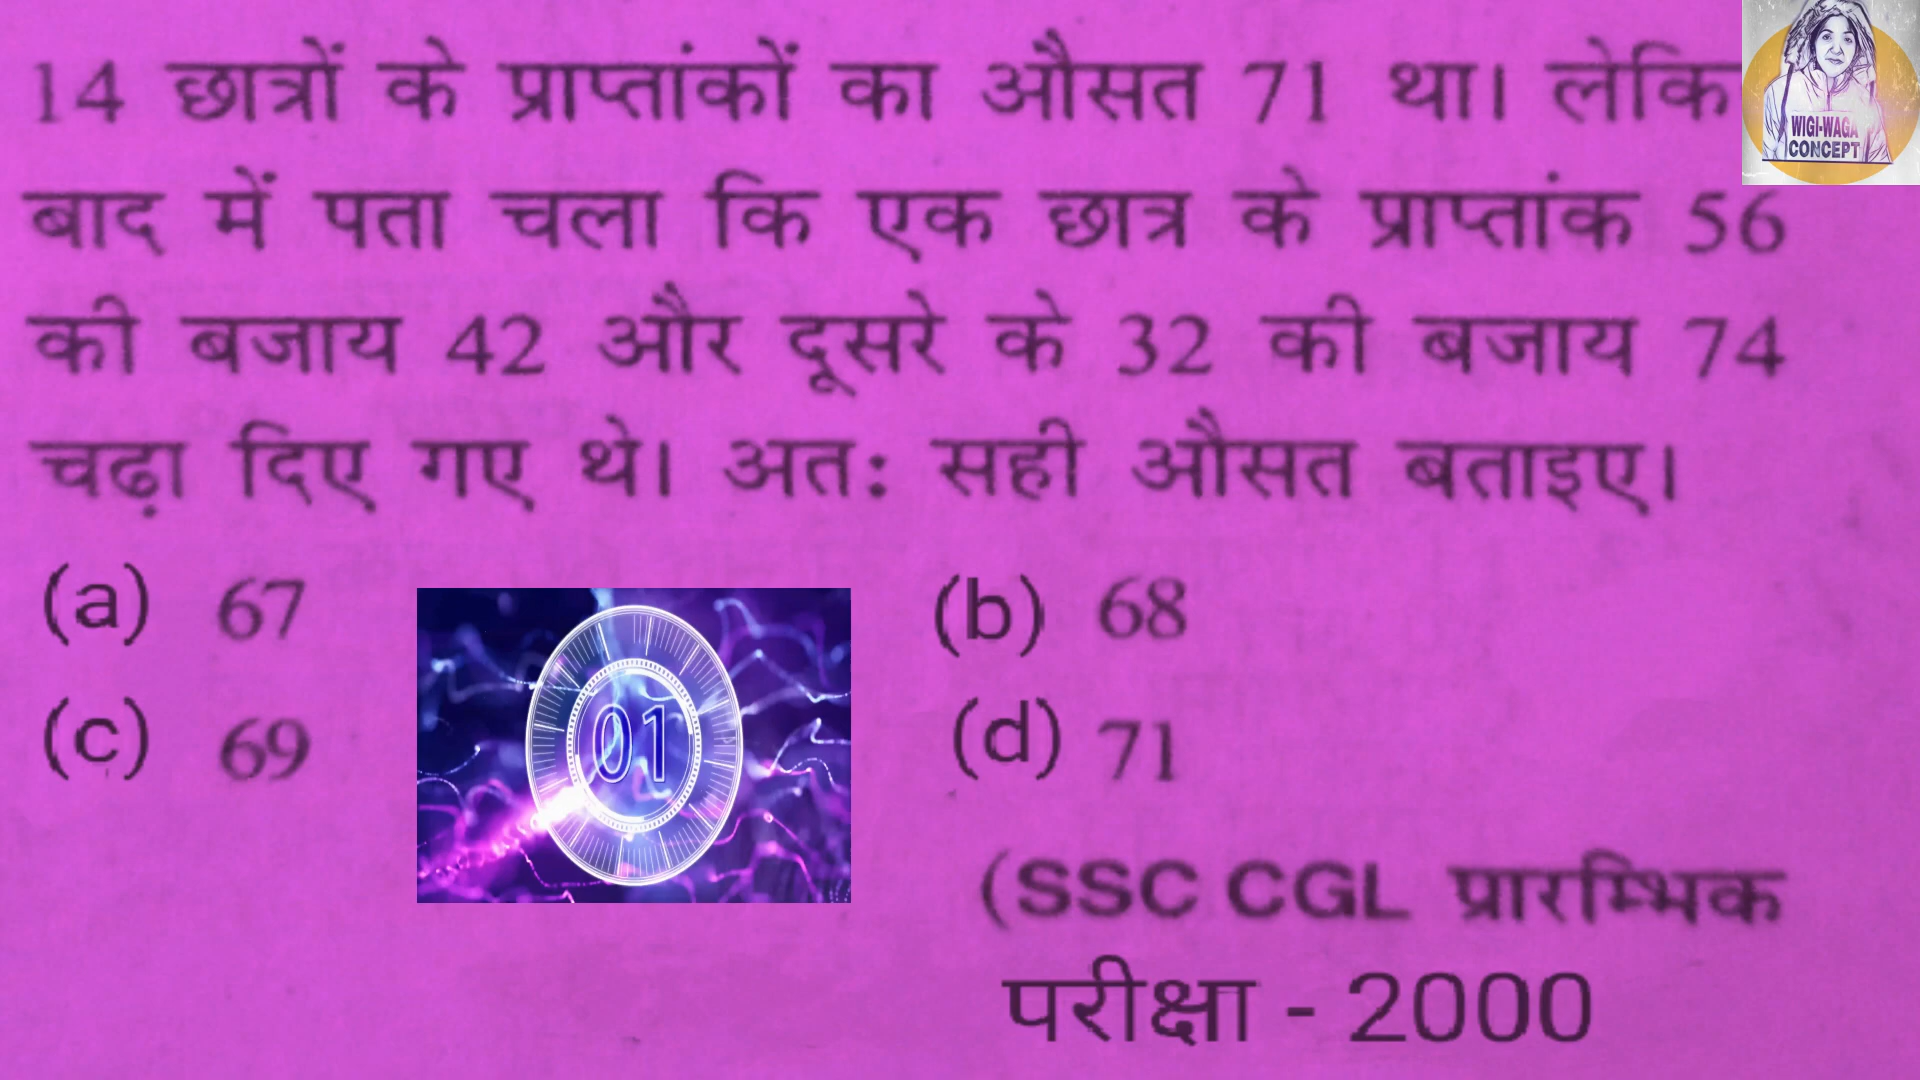 14 छात्रों के प्राप्तांकों का औसत 71 था। लेकि
बाद में पता चला कि एक छात्र के प्राप्तांक 56
की बजाय 42 और दूसरे के 32 की बजाय 74
चढ़ा दिए गए थे। अतः सही औसत बताइए।
(a) 67
(b) 68
(c) 69
(d) 71
(SSC CGL प्रारम्भिक
परीक्षा - 2000
01
WIGI-WAGA
CONCEPT